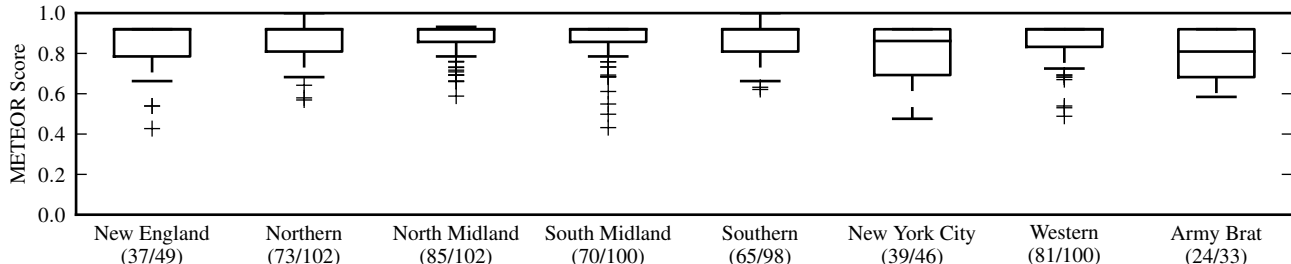 1.0
0.8
0.6
0.4
0.2
0.0
METEOR Score
New England
(37/49)
Northern
(73/102)
North Midland
(85/102)
South Midland
(70/100)
Southern
(65/98)
New York City
(39/46)
Western
(81/100)
Army Brat
(24/33)